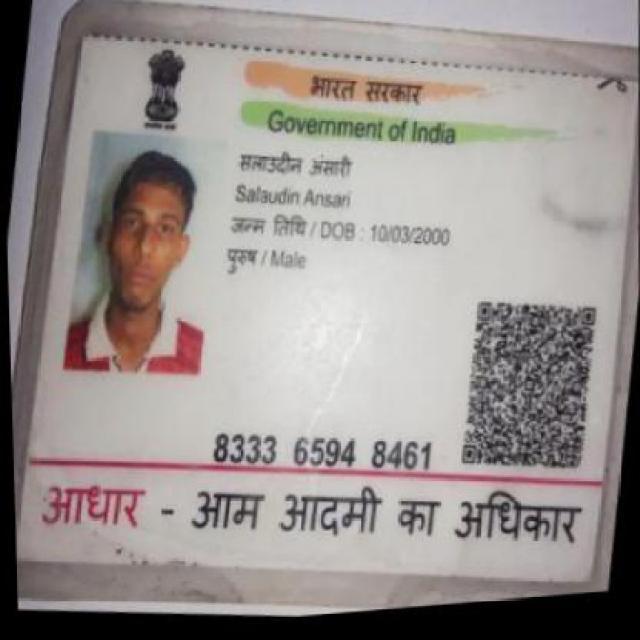 भारत सरकार
Government of India
सलाउदीन अंसारी
Salaudin Ansari
जन्म तिथि / DOB : 10/03/2000
पुरुष / Male
8333 6594 8461
आधार - आम आदमी का अधिकार